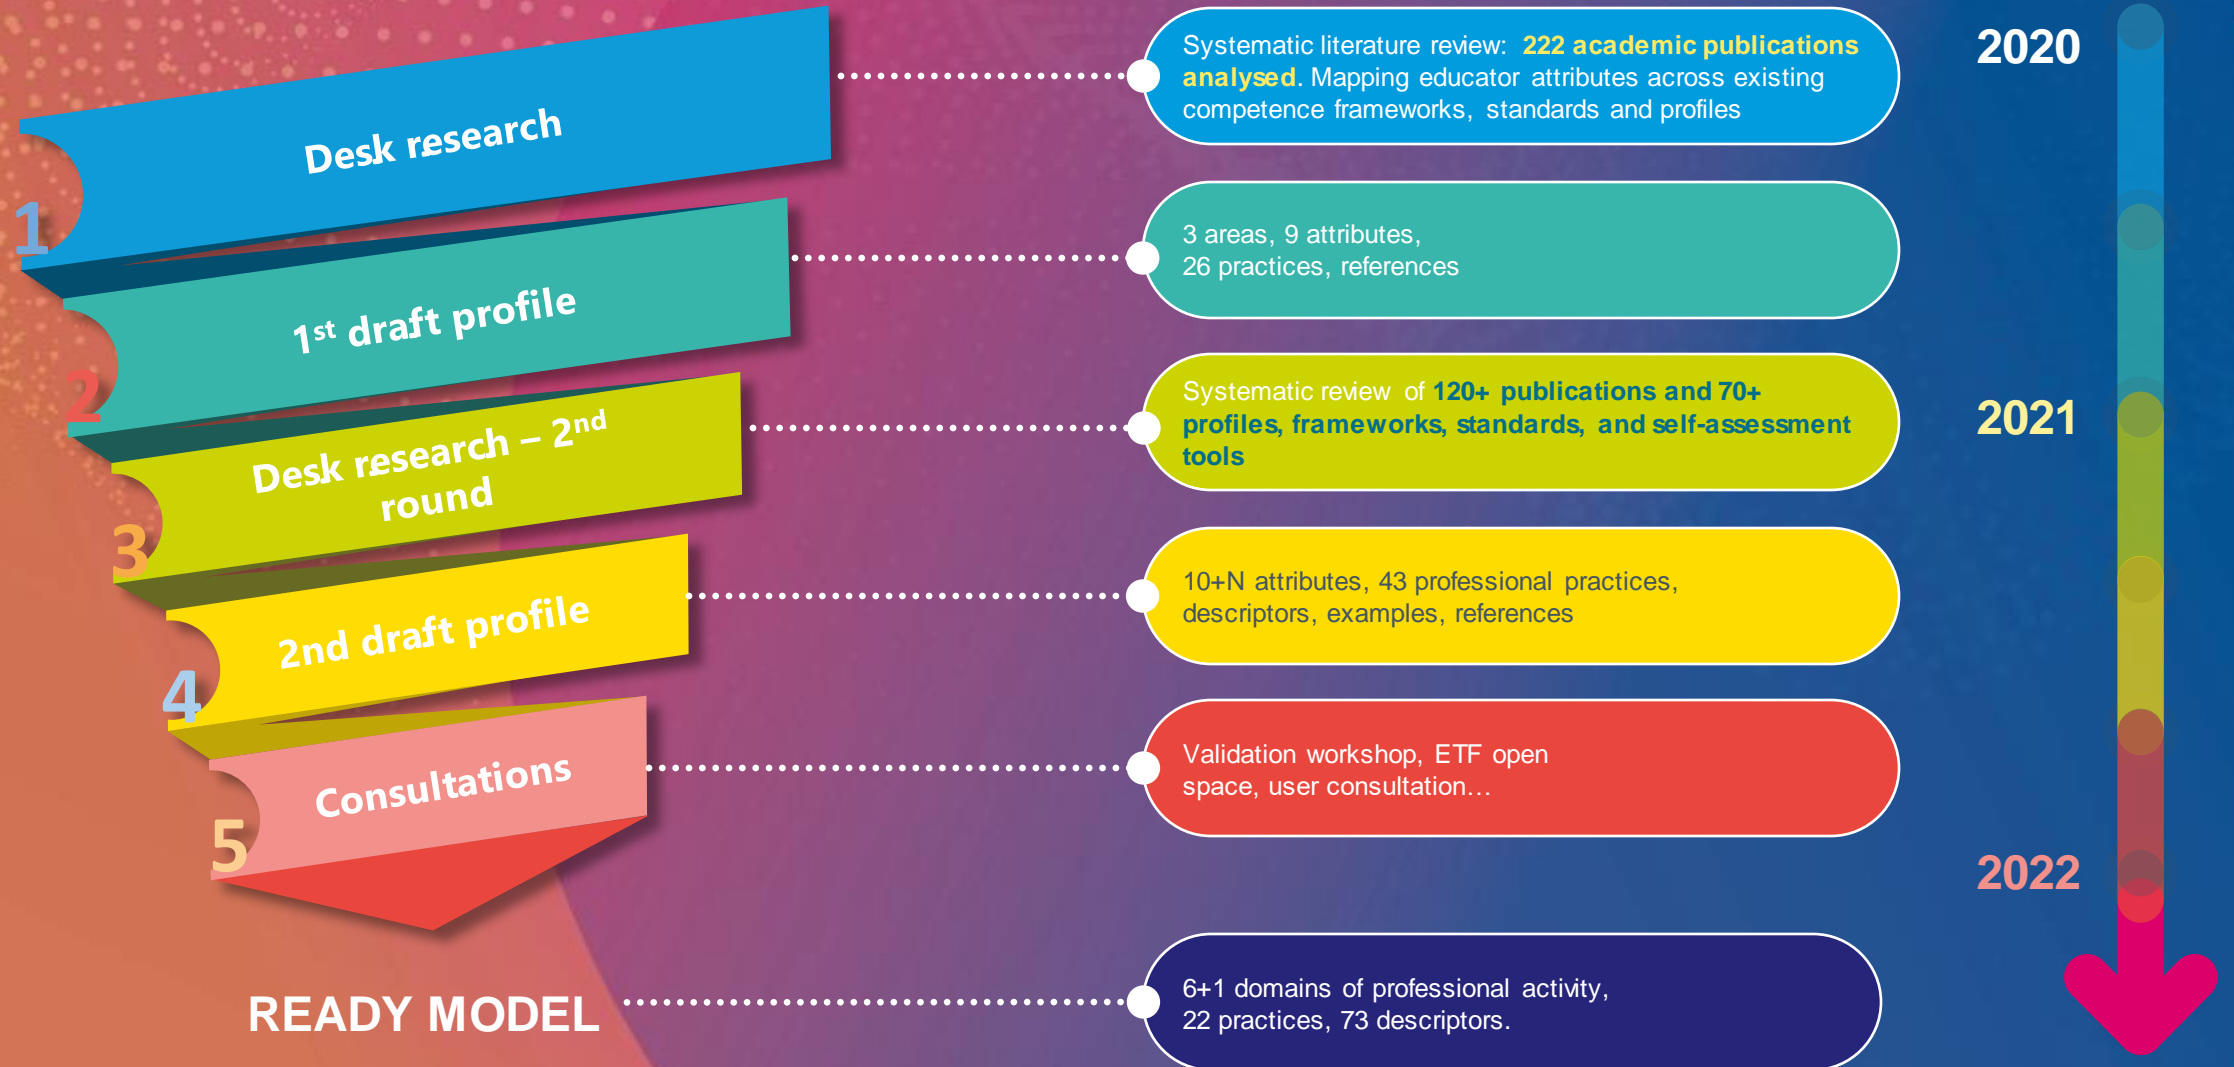 Desk research
1
Systematic literature review: 222 academic publications
analysed. Mapping educator attributes across existing
competence frameworks, standards and profiles
2020
1st draft profile
2
3 areas, 9 attributes,
26 practices, references
Desk research – 2nd
round
3
Systematic review of 120+ publications and 70+
profiles, frameworks, standards, and self-assessment
tools
2021
2nd draft profile
4
10+N attributes, 43 professional practices,
descriptors, examples, references
Consultations
5
Validation workshop, ETF open
space, user consultation…
2022
READY MODEL
6+1 domains of professional activity,
22 practices, 73 descriptors.